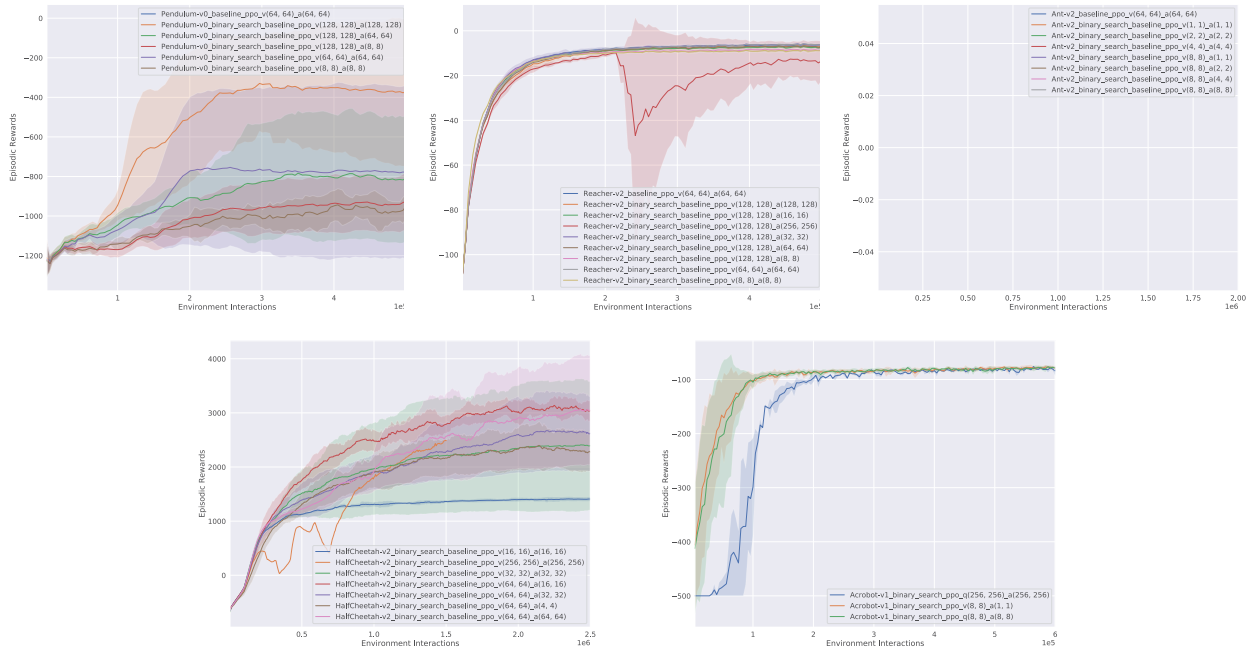 0
−200
−400
−600
−800
−1000
−1200
Episodic Rewards
Pendulum-v0_baseline_ppo_v(64, 64)_a(64, 64)
Pendulum-v0_binary_search_baseline_ppo_v(128, 128)_a(128, 128)
Pendulum-v0_binary_search_baseline_ppo_v(128, 128)_a(64, 64)
Pendulum-v0_binary_search_baseline_ppo_v(128, 128)_a(8, 8)
Pendulum-v0_binary_search_baseline_ppo_v(64, 64)_a(64, 64)
Pendulum-v0_binary_search_baseline_ppo_v(8, 8)_a(8, 8)
1 2 3 4
Environment Interactions
0
−20
−40
−60
−80
−100
Episodic Rewards
Reacher-v2_baseline_ppo_v(64, 64)_a(64, 64)
Reacher-v2_binary_search_baseline_ppo_v(128, 128)_a(128, 128)
Reacher-v2_binary_search_baseline_ppo_v(128, 128)_a(16, 16)
Reacher-v2_binary_search_baseline_ppo_v(128, 128)_a(256, 256)
Reacher-v2_binary_search_baseline_ppo_v(128, 128)_a(32, 32)
Reacher-v2_binary_search_baseline_ppo_v(128, 128)_a(64, 64)
Reacher-v2_binary_search_baseline_ppo_v(128, 128)_a(8, 8)
Reacher-v2_binary_search_baseline_ppo_v(64, 64)_a(64, 64)
Reacher-v2_binary_search_baseline_ppo_v(8, 8)_a(8, 8)
1 2 3 4
Environment Interactions
0.04
0.02
0.00
−0.02
−0.04
Episodic Rewards
Ant-v2_baseline_ppo_v(64, 64)_a(64, 64)
Ant-v2_binary_search_baseline_ppo_v(1, 1)_a(1, 1)
Ant-v2_binary_search_baseline_ppo_v(2, 2)_a(2, 2)
Ant-v2_binary_search_baseline_ppo_v(4, 4)_a(4, 4)
Ant-v2_binary_search_baseline_ppo_v(8, 8)_a(1, 1)
Ant-v2_binary_search_baseline_ppo_v(8, 8)_a(2, 2)
Ant-v2_binary_search_baseline_ppo_v(8, 8)_a(4, 4)
Ant-v2_binary_search_baseline_ppo_v(8, 8)_a(8, 8)
0.25 0.50 0.75 1.00 1.25 1.50 1.75 2.00
Environment Interactions
1e6
4000
3000
2000
1000
0
Episodic Rewards
HalfCheetah-v2_binary_search_baseline_ppo_v(16, 16)_a(16, 16)
HalfCheetah-v2_binary_search_baseline_ppo_v(256, 256)_a(256, 256)
HalfCheetah-v2_binary_search_baseline_ppo_v(32, 32)_a(32, 32)
HalfCheetah-v2_binary_search_baseline_ppo_v(64, 64)_a(16, 16)
HalfCheetah-v2_binary_search_baseline_ppo_v(64, 64)_a(32, 32)
HalfCheetah-v2_binary_search_baseline_ppo_v(64, 64)_a(4, 4)
HalfCheetah-v2_binary_search_baseline_ppo_v(64, 64)_a(64, 64)
0.5 1.0 1.5 2.0 2.5
Environment Interactions
1e6
−100
−200
−300
−400
−500
Episodic Rewards
Acrobot-v1_binary_search_ppo_q(256, 256)_a(256, 256)
Acrobot-v1_binary_search_ppo_v(8, 8)_a(1, 1)
Acrobot-v1_binary_search_ppo_q(8, 8)_a(8, 8)
1 2 3 4 5 6
Environment Interactions
1e5